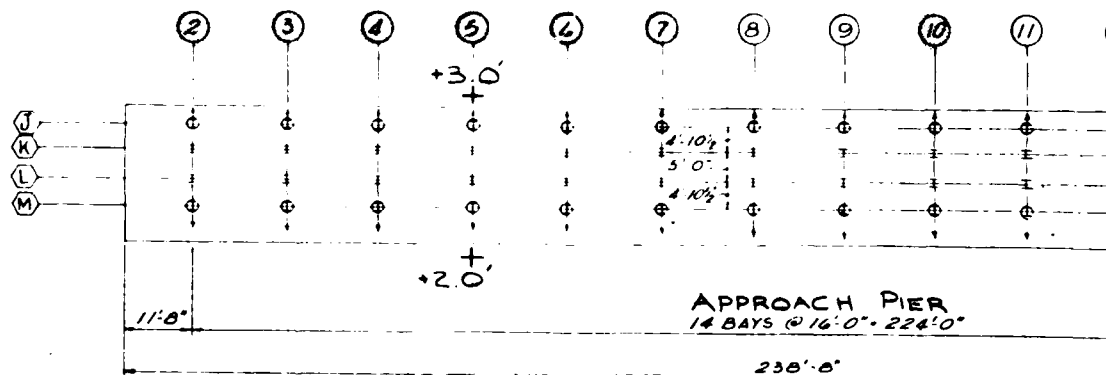 2 3 4 5 6 7 8 9 10 11
+3.0'
J
K
L
M
4'-10½
5'0"
4'10½
+2.0'
11'-8"
APPROACH PIER
14 BAYS @ 16'-0" = 224'-0"
238'-8"